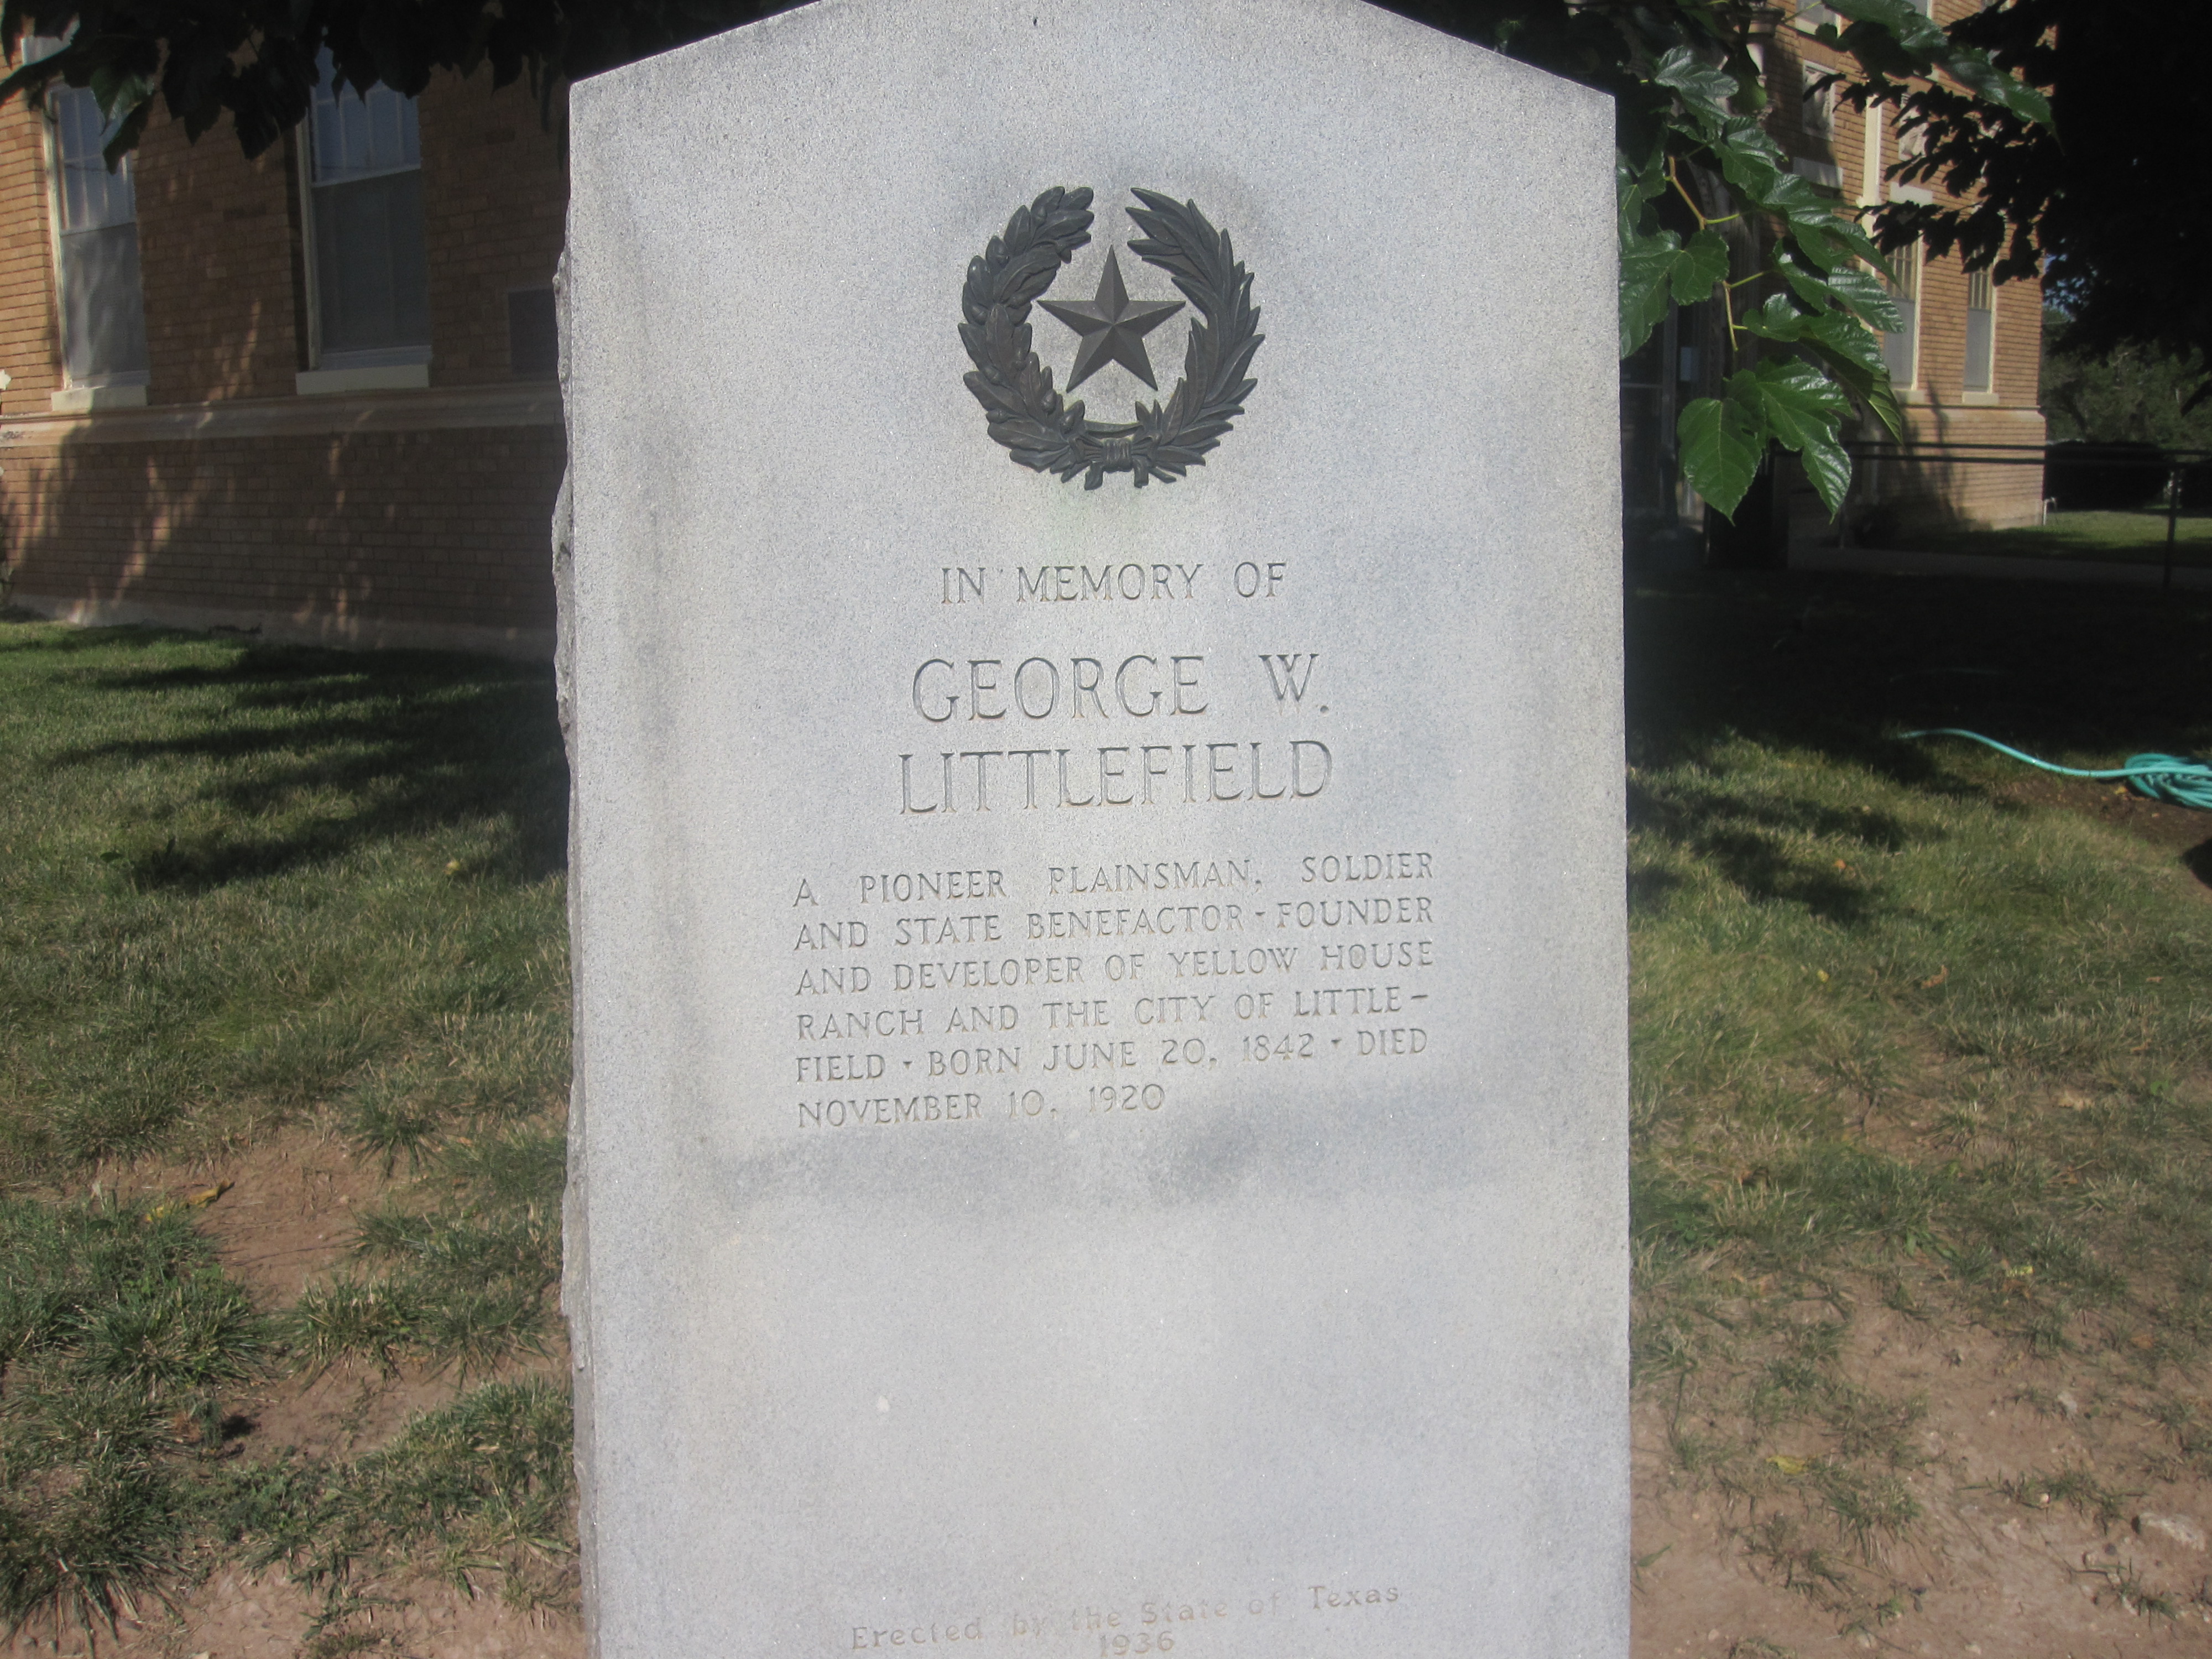 IN MEMORY OF
GEORGE W.
LITTLEFIELD
A PIONEER PLAINSMAN, SOLDIER
AND STATE BENEFACTOR · FOUNDER
AND DEVELOPER OF YELLOW HOUSE
RANCH AND THE CITY OF LITTLE-
FIELD · BORN JUNE 20, 1842 · DIED
NOVEMBER 10, 1920
Erected by the State of Texas
1936